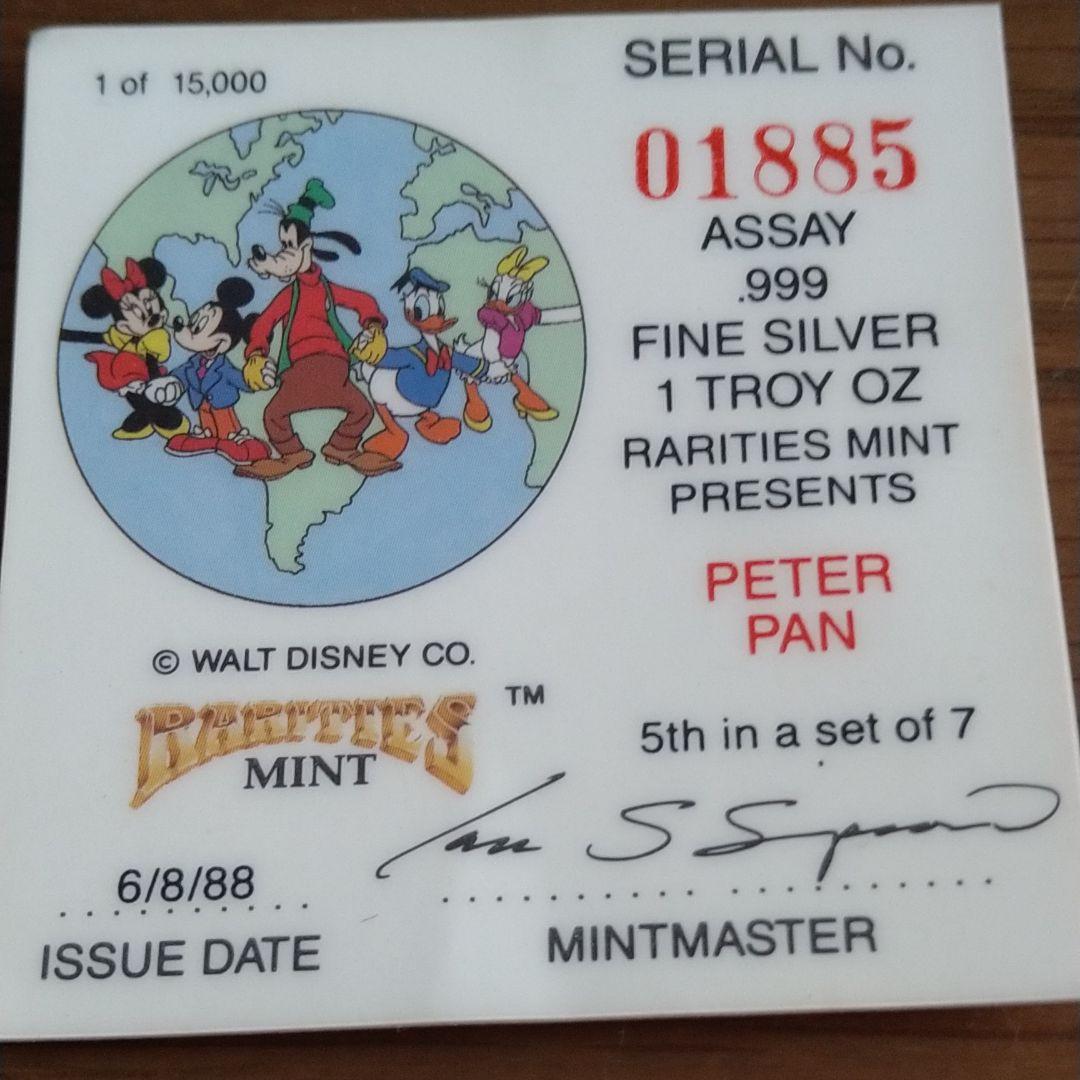 1 of 15,000
© WALT DISNEY CO.
RARITIES TM
MINT
6/8/88
ISSUE DATE
SERIAL No.
01885
ASSAY
.999
FINE SILVER
1 TROY OZ
RARITIES MINT
PRESENTS
PETER
PAN
5th in a set of 7
MINTMASTER